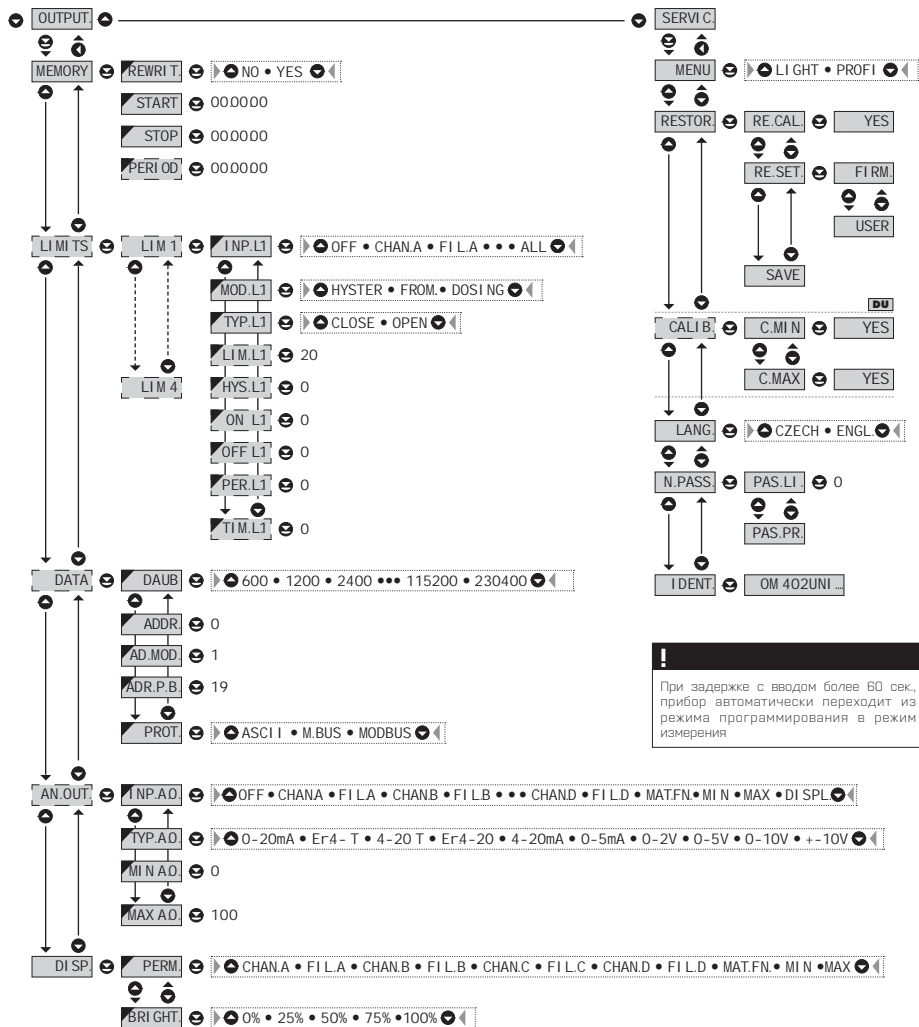 OUTPUT.
MEMORY REWRIT. NO • YES
START 000000
STOP 000000
PERIOD 000000
LIMITS LIM 1 INP.L1 OFF • CHAN.A • FIL.A • • • ALL
MOD.L1 HYSTER • FROM. • DOSING
TYP.L1 CLOSE • OPEN
LIM.L1 20
LIM 4 HYS.L1 0
ON L1 0
OFF L1 0
PER.L1 0
TIM.L1 0
DATA DAUB 600 • 1200 • 2400 ••• 115200 • 230400
ADDR. 0
AD.MOD. 1
ADR.P.B. 19
PROT. ASCII • M.BUS • MODBUS
AN.OUT. INP.A.O. OFF • CHAN.A • FIL.A • CHAN.B • FIL.B • • • CHAN.D • FIL.D • MAT.FN. • MIN • MAX • DISPL.
TYP.A.O. 0-20mA • Er4-T • 4-20 T • Er4-20 • 4-20mA • 0-5mA • 0-2V • 0-5V • 0-10V • +-10V
MIN A.O. 0
MAX A.O. 100
DISP. PERM. CHAN.A • FIL.A • CHAN.B • FIL.B • CHAN.C • FIL.C • CHAN.D • FIL.D • MAT.FN. • MIN • MAX
BRIGHT. 0% • 25% • 50% • 75% • 100%
SERVIC.
MENU LIGHT • PROFI
RESTOR. RE.CAL. YES
RE.SET. FIRM.
USER
SAVE
DU
CALIB. C.MIN YES
C.MAX YES
LANG. CZECH • ENGL.
N.PASS. PAS.LI. 0
PAS.PR.
IDENT. OM 402UNI ...
!
При задержке с вводом более 60 сек.,
прибор автоматически переходит из
режима программирования в режим
измерения